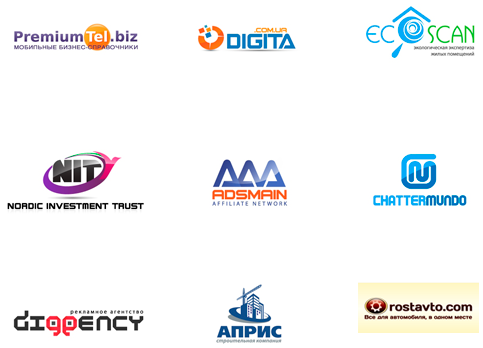 PremiumTel.biz
МОБИЛЬНЫЕ БИЗНЕС-СПРАВОЧНИКИ
.COM.UA
DIGITA
ECOSCAN
экологическая экспертиза
жилых помещений
NIT
NORDIC INVESTMENT TRUST
ADSMAIN
AFFILIATE NETWORK
CHATTERMUNDO
рекламное агентство
diggency
АПРИС
строительная компания
rostavto.com
Все для автомобиля, в одном месте